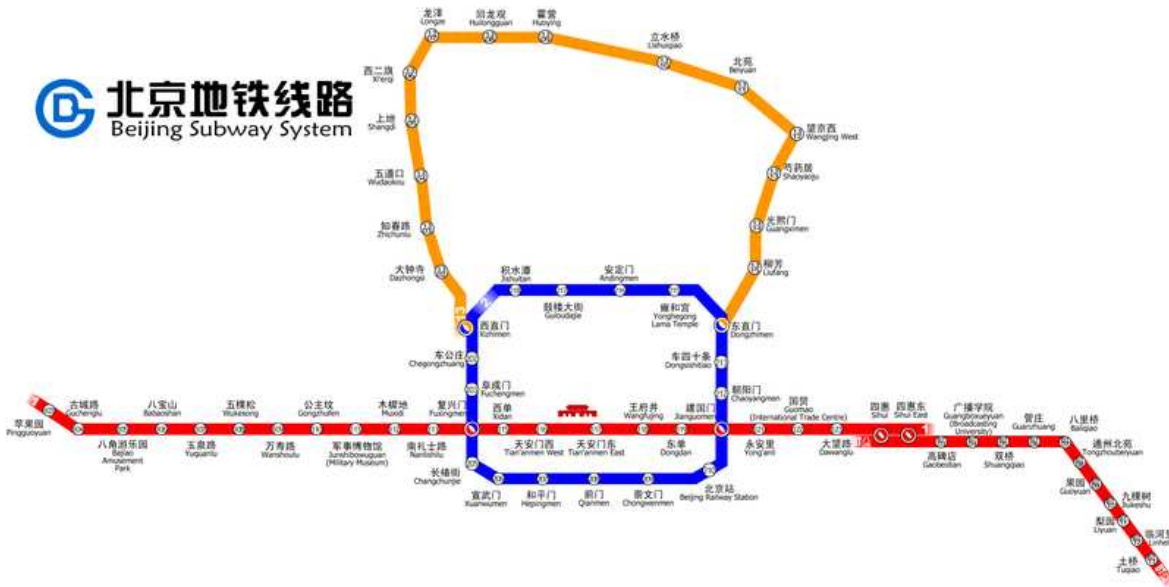 北京地铁线路
Beijing Subway System
龙泽
Longze
回龙观
Huilongguan
霍营
Huoying
立水桥
Lishuiqiao
北苑
Beiyuan
望京西
Wangjing West
芍药居
Shaoyaoju
光熙门
Guangximen
柳芳
Liufang
西二旗
Xi'erqi
上地
Shangdi
五道口
Wudaokou
知春路
Zhichunlu
大钟寺
Dazhongsi
积水潭
Jishuitan
鼓楼大街
Guloudajie
安定门
Andingmen
雍和宫
Yonghegong
Lama Temple
西直门
Xizhimen
东直门
Dongzhimen
车公庄
Chegongzhuang
阜成门
Fuchengmen
复兴门
Fuxingmen
东四十条
Dongsishitiao
朝阳门
Chaoyangmen
建国门
Jianguomen
苹果园
Pingguoyuan
古城路
Guchenglu
八角游乐园
Bajiao
Amusement
Park
八宝山
Babaoshan
玉泉路
Yuquanlu
五棵松
Wukesong
万寿路
Wanshoulu
公主坟
Gongzhufen
军事博物馆
Junshibowuguan
(Military Museum)
木樨地
Muxidi
南礼士路
Nanlishilu
西单
Xidan
天安门西
Tian'anmen West
天安门东
Tian'anmen East
王府井
Wangfujing
东单
Dongdan
永安里
Yong'anli
国贸
Guomao
(International Trade Centre)
大望路
Dawanglu
四惠
Sihui
四惠东
Sihui East
高碑店
Gaobeidian
广播学院
Guangboxueyuan
(Broadcasting
University)
双桥
Shuangqiao
管庄
Guanzhuang
八里桥
Baliqiao
通州北苑
Tongzhoubeiyuan
果园
Guoyuan
九棵树
Jiukeshu
梨园
Liyuan
临河里
Linheli
土桥
Tuqiao
长椿街
Changchunjie
宣武门
Xuanwumen
和平门
Hepingmen
前门
Qianmen
崇文门
Chongwenmen
北京站
Beijing Railway Station